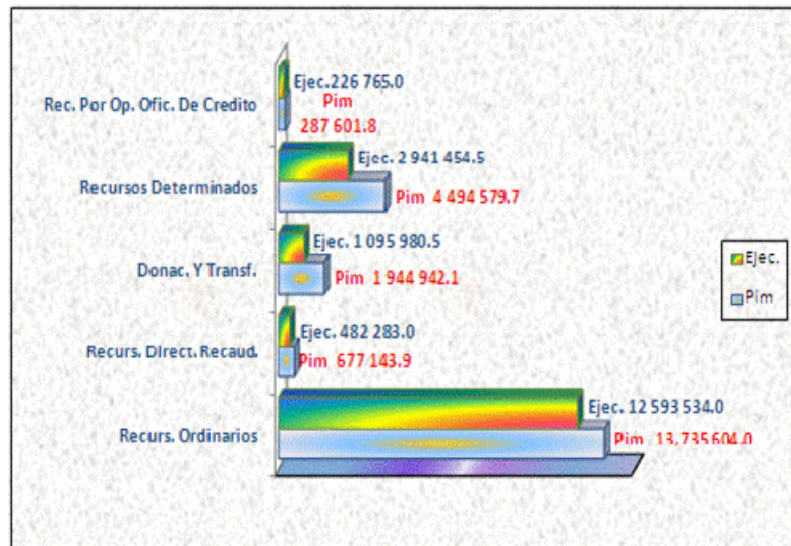 Ejec.226 765.0
Rec. Por Op. Ofic. De Credito
Pim
287 601.8
Ejec. 2 941 454.5
Recursos Determinados
Pim 4 494 579.7
Ejec. 1 095 980.5
Donac. Y Transf.
Pim 1 944 942.1
Ejec. 482 283.0
Recurs. Direct. Recaud.
Pim 677 143.9
Ejec. 12 593 534.0
Recurs. Ordinarios
Pim 13,735 604.0
Ejec.
Pim